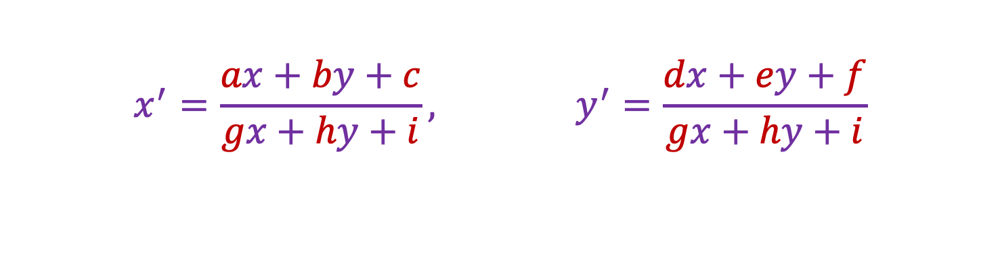 x′ = (ax + by + c)/(gx + hy + i), y′ = (dx + ey + f)/(gx + hy + i)